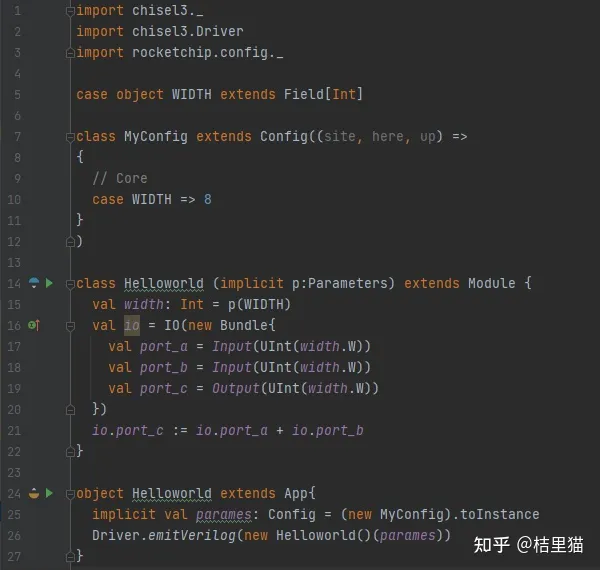 1 import chisel3._
2 import chisel3.Driver
3 import rocketchip.config._
4
5 case object WIDTH extends Field[Int]
6
7 class MyConfig extends Config((site, here, up) =>
8 {
9   // Core
10   case WIDTH => 8
11 }
12 )
13
14 class Helloworld (implicit p:Parameters) extends Module {
15   val width: Int = p(WIDTH)
16   val io = IO(new Bundle{
17     val port_a = Input(UInt(width.W))
18     val port_b = Input(UInt(width.W))
19     val port_c = Output(UInt(width.W))
20   })
21   io.port_c := io.port_a + io.port_b
22 }
23
24 object Helloworld extends App{
25   implicit val parames: Config = (new MyConfig).toInstance
26   Driver.emitVerilog(new Helloworld()(parames))
27 }
知乎 @桔里猫